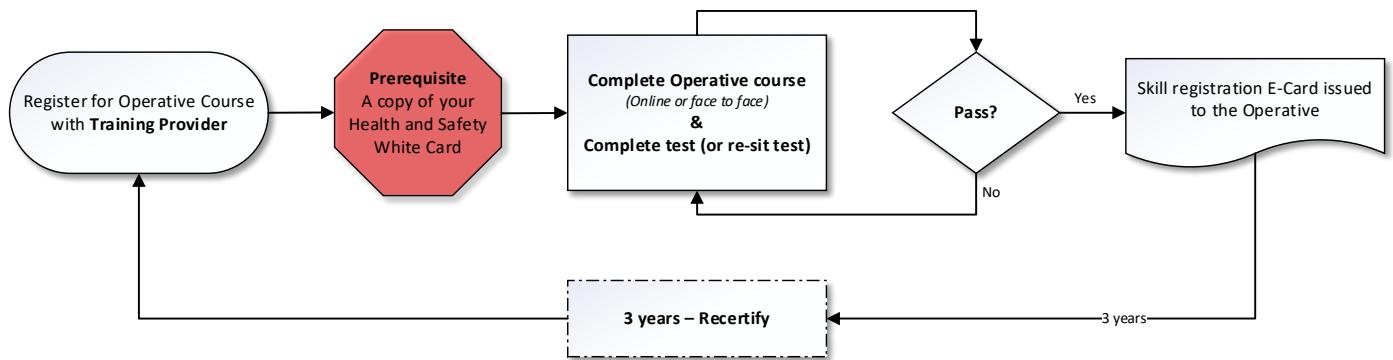 Register for Operative Course
with Training Provider
Prerequisite
A copy of your
Health and Safety
White Card
Complete Operative course
(Online or face to face)
&
Complete test (or re-sit test)
Pass?
Yes
No
Skill registration E-Card issued
to the Operative
3 years
3 years – Recertify